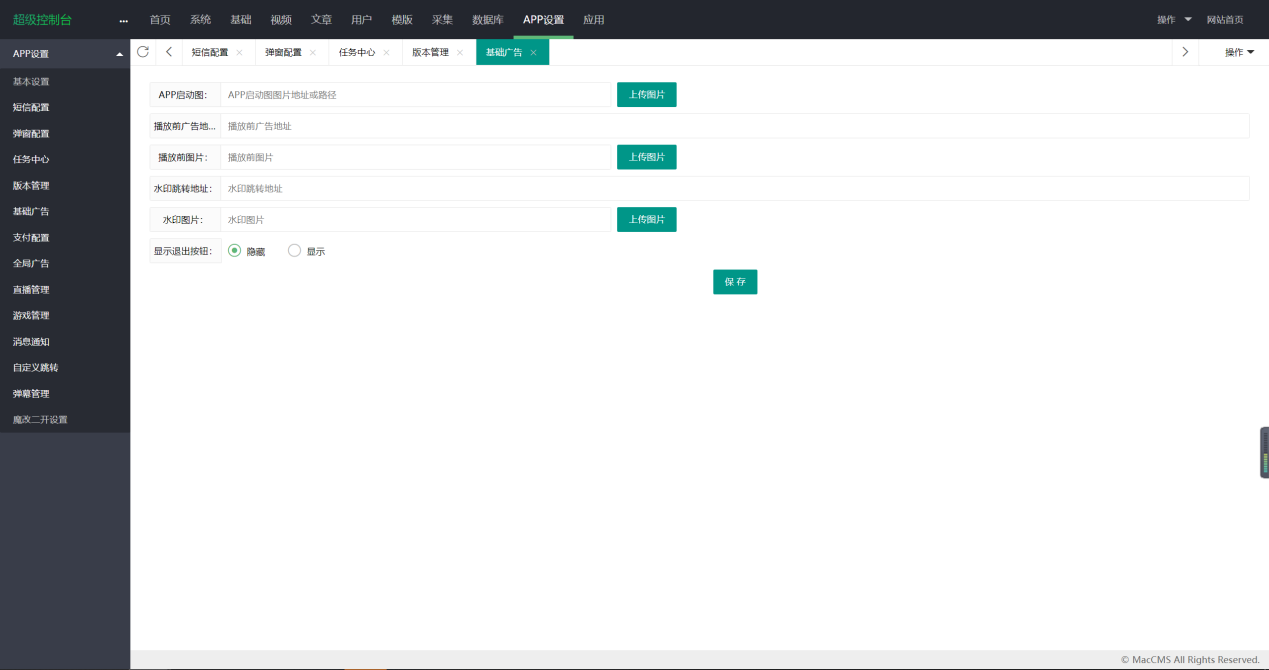 超级控制台 ... 首页 系统 基础 视频 文章 用户 模版 采集 数据库 APP设置 应用 操作 网站首页
APP设置 短信配置 弹窗配置 任务中心 版本管理 基础广告 操作
基本设置
短信配置
弹窗配置
任务中心
版本管理
基础广告
支付配置
全局广告
直播管理
游戏管理
消息通知
自定义跳转
弹幕管理
魔改二开设置
APP启动图: APP启动图图片地址或路径 上传图片
播放前广告地... 播放前广告地址
播放前图片: 播放前图片 上传图片
水印跳转地址: 水印跳转地址
水印图片: 水印图片 上传图片
显示退出按钮: 隐藏 显示
保 存
© MacCMS All Rights Reserved.